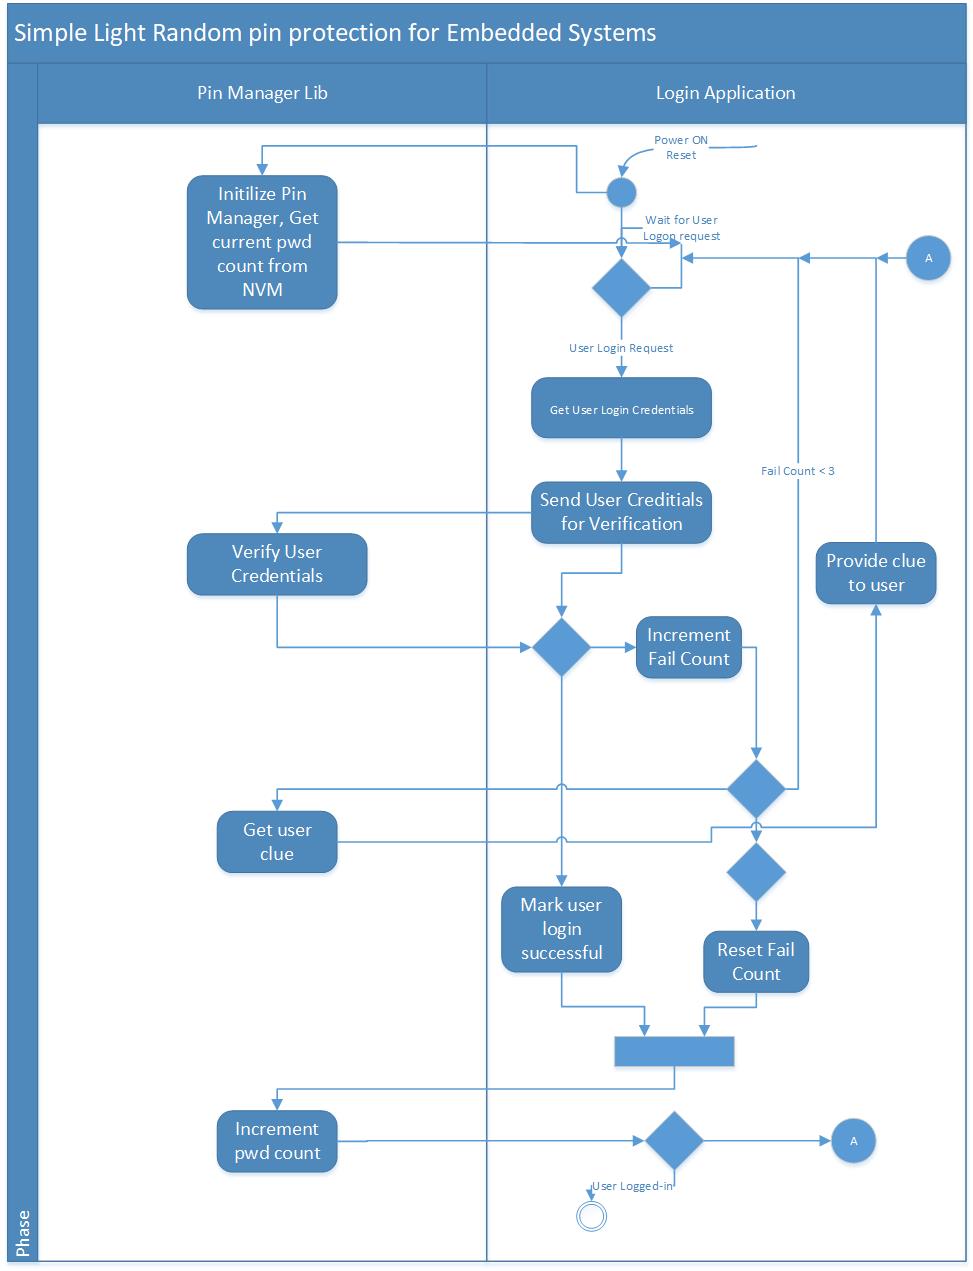 Simple Light Random pin protection for Embedded Systems
Pin Manager Lib
Login Application
Power ON
Reset
Initilize Pin
Manager, Get
current pwd
count from
NVM
Wait for User
Logon request
A
User Login Request
Get User Login Credentials
Fail Count < 3
Send User Creditials
for Verification
Verify User
Credentials
Provide clue
to user
Increment
Fail Count
Get user
clue
Mark user
login
successful
Reset Fail
Count
Increment
pwd count
A
User Logged-in
Phase